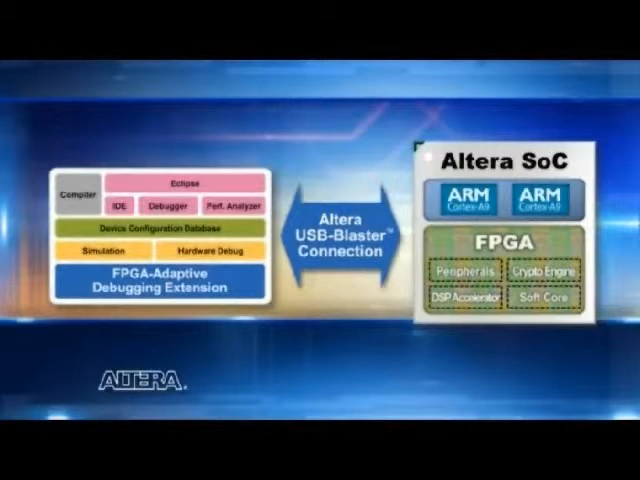 Compiler
Eclipse
IDE
Debugger
Perf. Analyzer
Device Configuration Database
Simulation
Hardware Debug
FPGA-Adaptive
Debugging Extension
Altera
USB-Blaster™
Connection
Altera SoC
ARM
Cortex-A9
ARM
Cortex-A9
FPGA
Peripherals
Crypto Engine
DSP Accelerator
Soft Core
ALTERA.